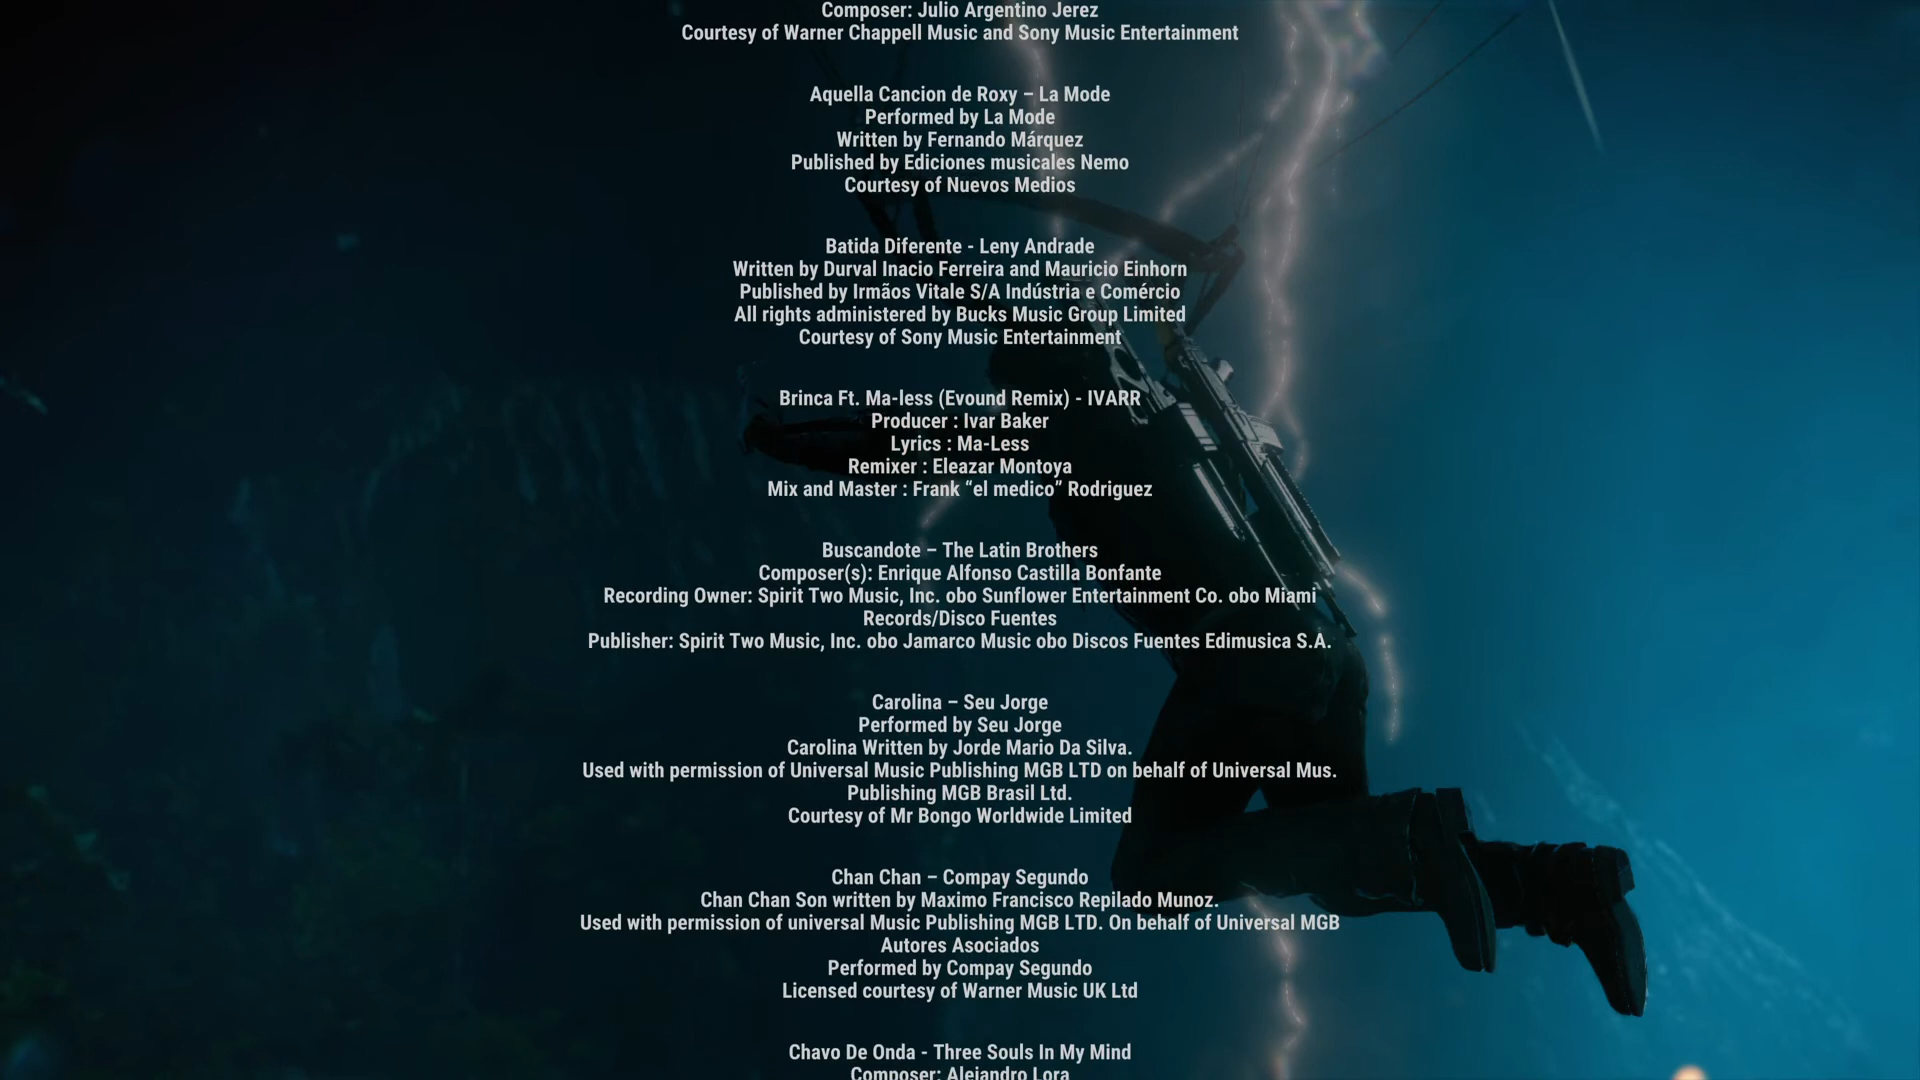 Composer: Julio Argentino Jerez
Courtesy of Warner Chappell Music and Sony Music Entertainment
Aquella Cancion de Roxy – La Mode
Performed by La Mode
Written by Fernando Márquez
Published by Ediciones musicales Nemo
Courtesy of Nuevos Medios
Batida Diferente - Leny Andrade
Written by Durval Inacio Ferreira and Mauricio Einhorn
Published by Irmãos Vitale S/A Indústria e Comércio
All rights administered by Bucks Music Group Limited
Courtesy of Sony Music Entertainment
Brinca Ft. Ma-less (Evound Remix) - IVARR
Producer : Ivar Baker
Lyrics : Ma-Less
Remixer : Eleazar Montoya
Mix and Master : Frank “el medico” Rodriguez
Buscandote – The Latin Brothers
Composer(s): Enrique Alfonso Castilla Bonfante
Recording Owner: Spirit Two Music, Inc. obo Sunflower Entertainment Co. obo Miami
Records/Disco Fuentes
Publisher: Spirit Two Music, Inc. obo Jamarco Music obo Discos Fuentes Edimusica S.A.
Carolina – Seu Jorge
Performed by Seu Jorge
Carolina Written by Jorde Mario Da Silva.
Used with permission of Universal Music Publishing MGB LTD on behalf of Universal Mus.
Publishing MGB Brasil Ltd.
Courtesy of Mr Bongo Worldwide Limited
Chan Chan – Compay Segundo
Chan Chan Son written by Maximo Francisco Repilado Munoz.
Used with permission of universal Music Publishing MGB LTD. On behalf of Universal MGB
Autores Asociados
Performed by Compay Segundo
Licensed courtesy of Warner Music UK Ltd
Chavo De Onda - Three Souls In My Mind
Composer: Alejandro Lora